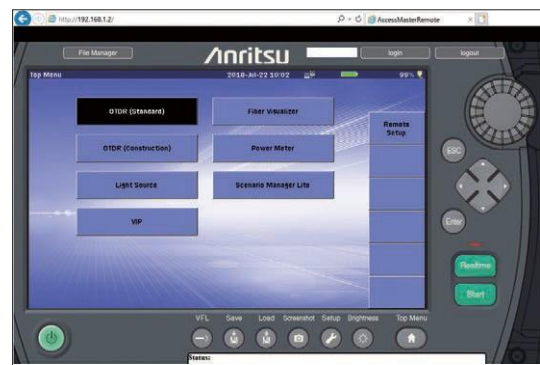 http://192.168.1.2/
AccessMasterRemote
File Manager
Anritsu
login
logout
Top Menu
2018-Jul-22 10:02
99%
OTDR (Standard)
Fiber Visualizer
Remote Setup
OTDR (Construction)
Power Meter
Light Source
Scenario Manager Lite
VIP
ESC
Enter
Realtime
Start
VFL
Save
Load
Screenshot
Setup
Brightness
Top Menu
Status: